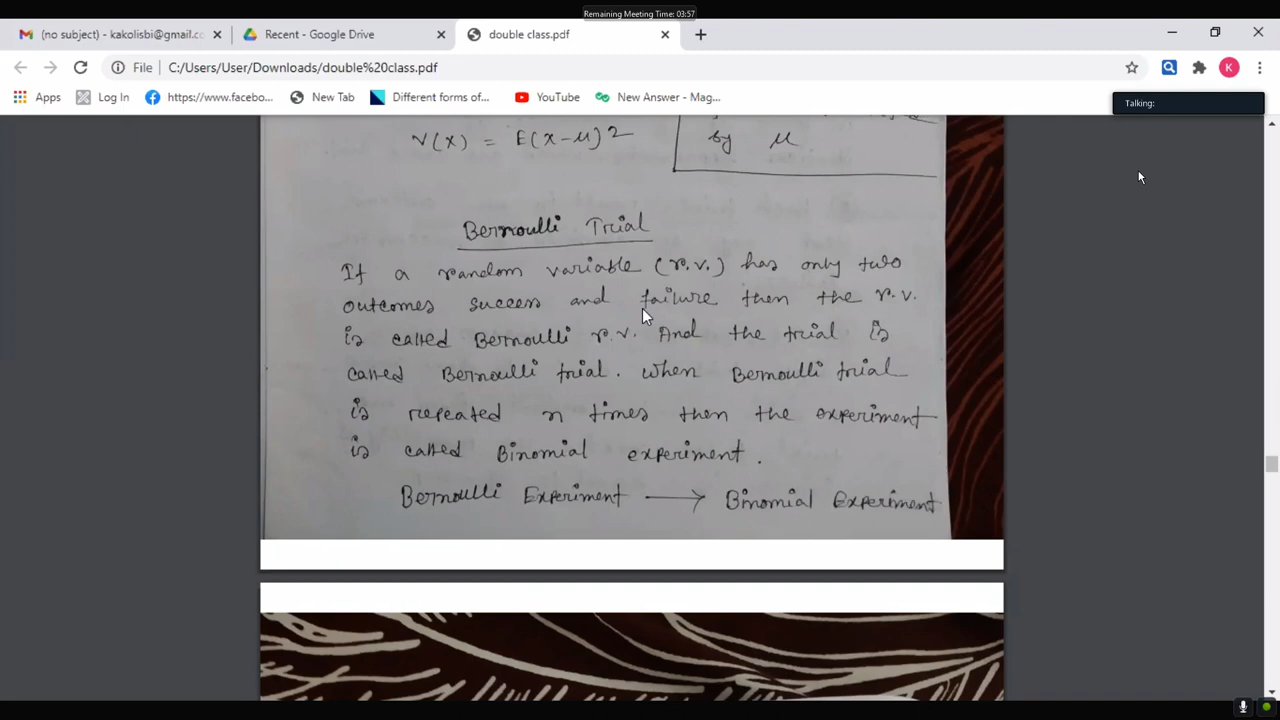 Remaining Meeting Time: 03:57
(no subject) - kakolisbi@gmail.co
Recent - Google Drive
double class.pdf
File
C:/Users/User/Downloads/double%20class.pdf
K
Apps
Log In
https://www.facebo...
New Tab
Different forms of...
YouTube
New Answer - Mag...
Talking:
V(x) = E(x-μ)²
by μ
Bernoulli Trial
If a random variable (r.v.) has only two
outcomes success and failure then the r.v.
is called Bernoulli r.v. And the trial is
called Bernoulli trial. When Bernoulli trial
is repeated n times then the experiment
is called Binomial experiment.
Bernoulli Experiment → Binomial Experiment